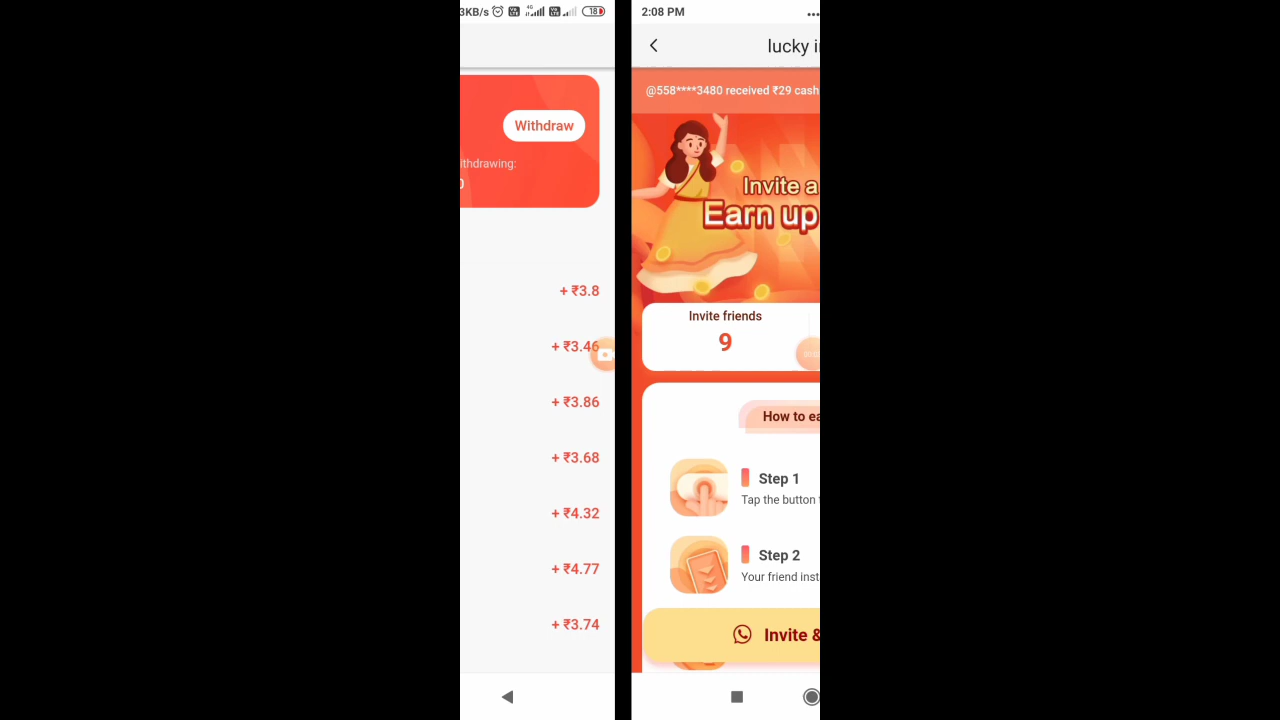 3KB/s 4G 18
Withdraw
ithdrawing:
+ ₹3.8
+ ₹3.46
+ ₹3.86
+ ₹3.68
+ ₹4.32
+ ₹4.77
+ ₹3.74
2:08 PM
lucky i
@558****3480 received ₹29 cash
Invite a
Earn up
Invite friends
9
How to ea
Step 1
Tap the button
Step 2
Your friend inst
Invite &